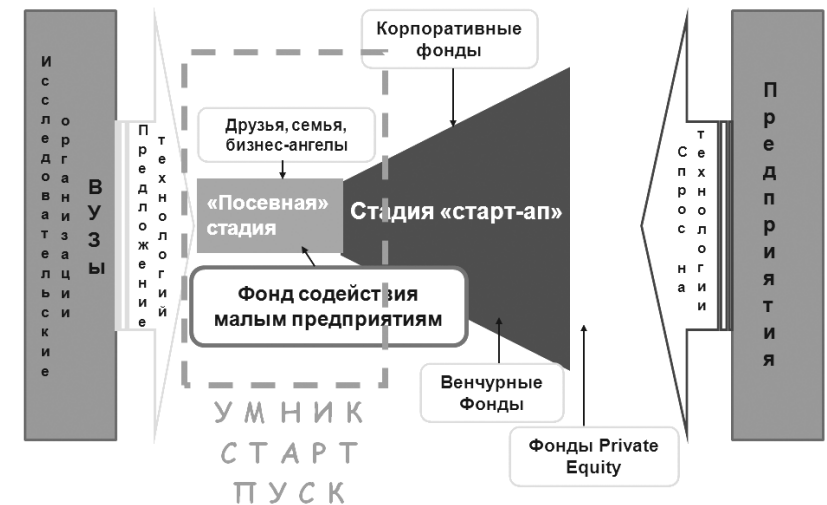 Исследовательские
организации
ВУЗы
Предложение
технологий
Корпоративные
фонды
Друзья, семья,
бизнес-ангелы
«Посевная»
стадия
Стадия «старт-ап»
Фонд содействия
малым предприятиям
Венчурные
Фонды
Фонды Private
Equity
УМНИК
СТАРТ
ПУСК
Спрос на
технологии
Предприятия